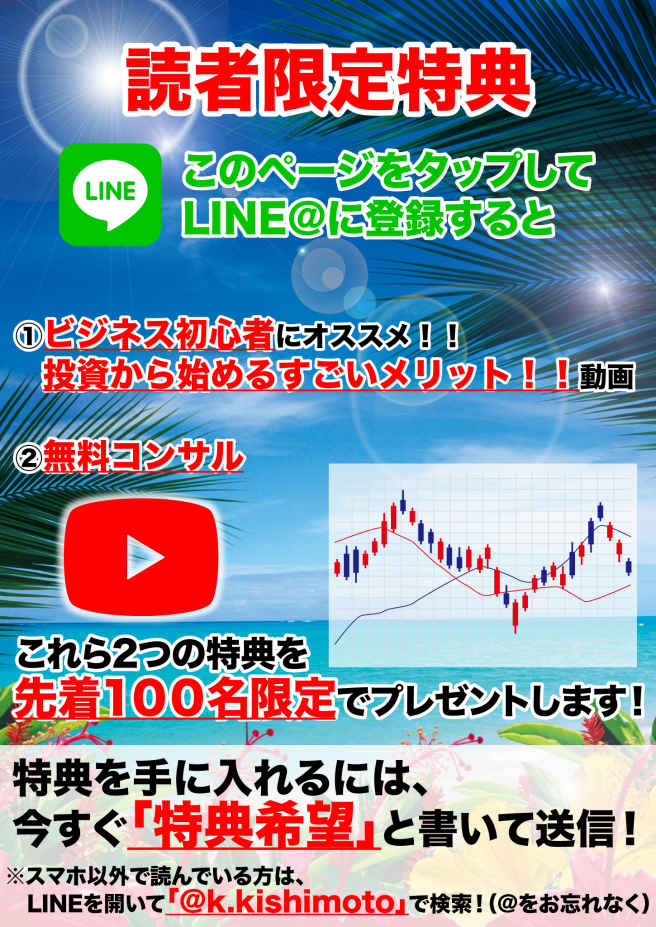 読者限定特典
LINE
このページをタップして
LINE@に登録すると
①ビジネス初心者にオススメ！！
投資から始めるすごいメリット！！動画
②無料コンサル
これら2つの特典を
先着100名限定でプレゼントします！
特典を手に入れるには、
今すぐ「特典希望」と書いて送信！
※スマホ以外で読んでいる方は、
LINEを開いて「@k.kishimoto」で検索！（@をお忘れなく）